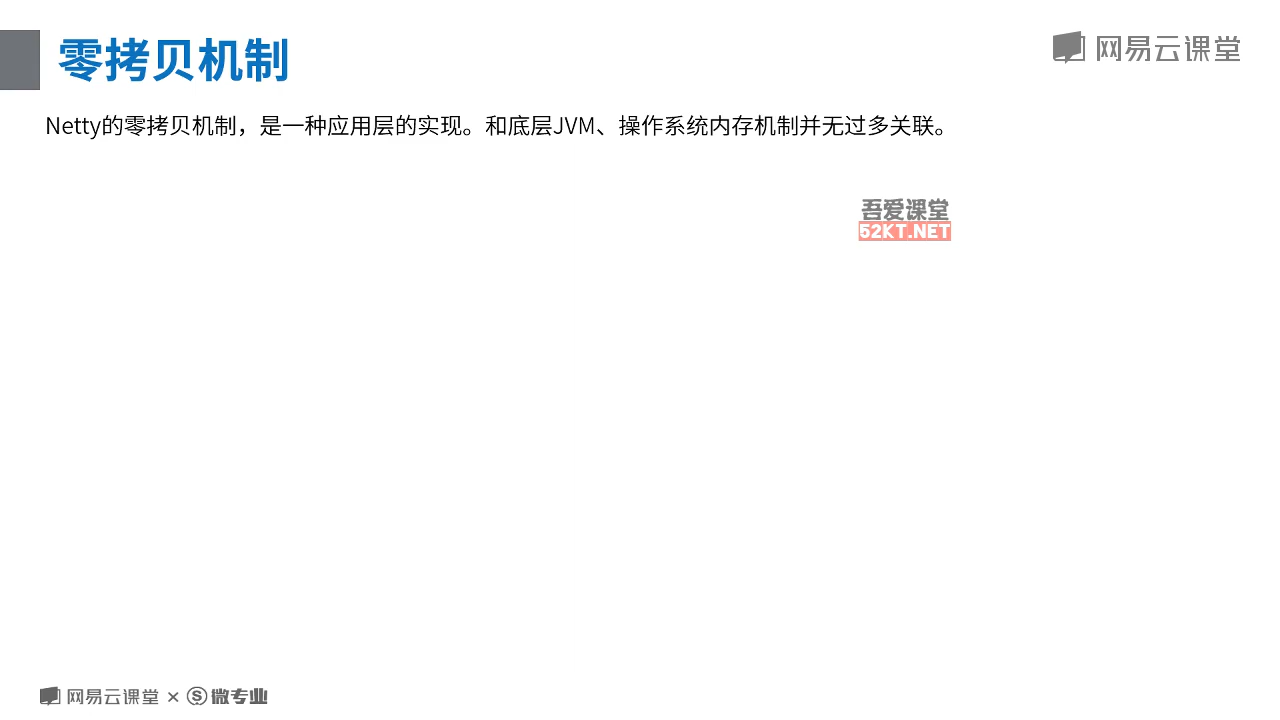 零拷贝机制
网易云课堂
Netty的零拷贝机制，是一种应用层的实现。和底层JVM、操作系统内存机制并无过多关联。
吾爱课堂
52KT.NET
网易云课堂 × S 微专业